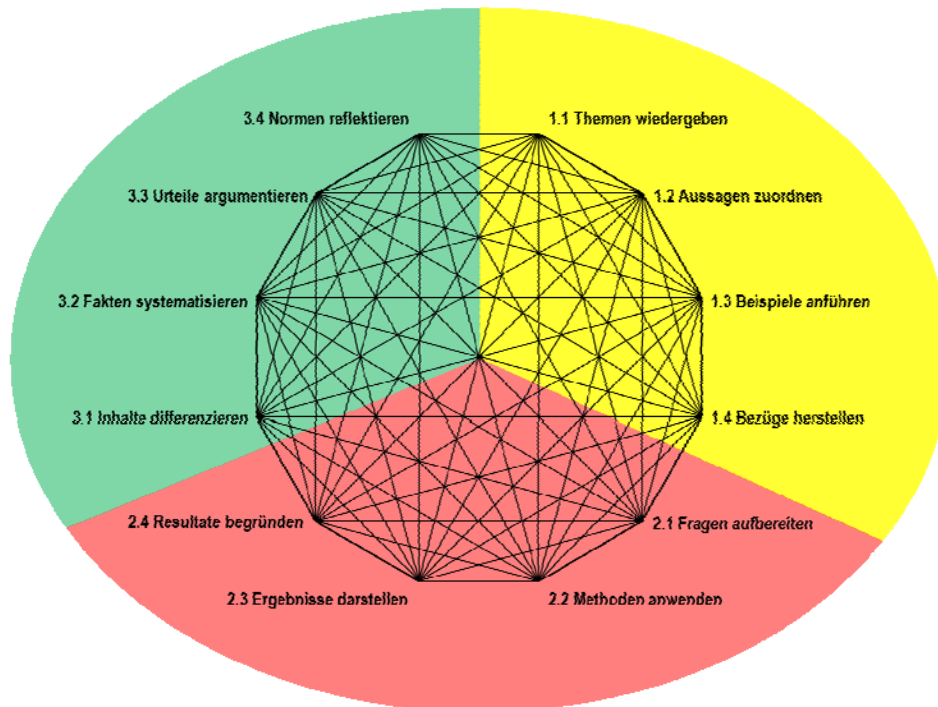 3.4 Normen reflektieren
1.1 Themen wiedergeben
3.3 Urteile argumentieren
1.2 Aussagen zuordnen
3.2 Fakten systematisieren
1.3 Beispiele anführen
3.1 Inhalte differenzieren
1.4 Bezüge herstellen
2.4 Resultate begründen
2.1 Fragen aufbereiten
2.3 Ergebnisse darstellen
2.2 Methoden anwenden